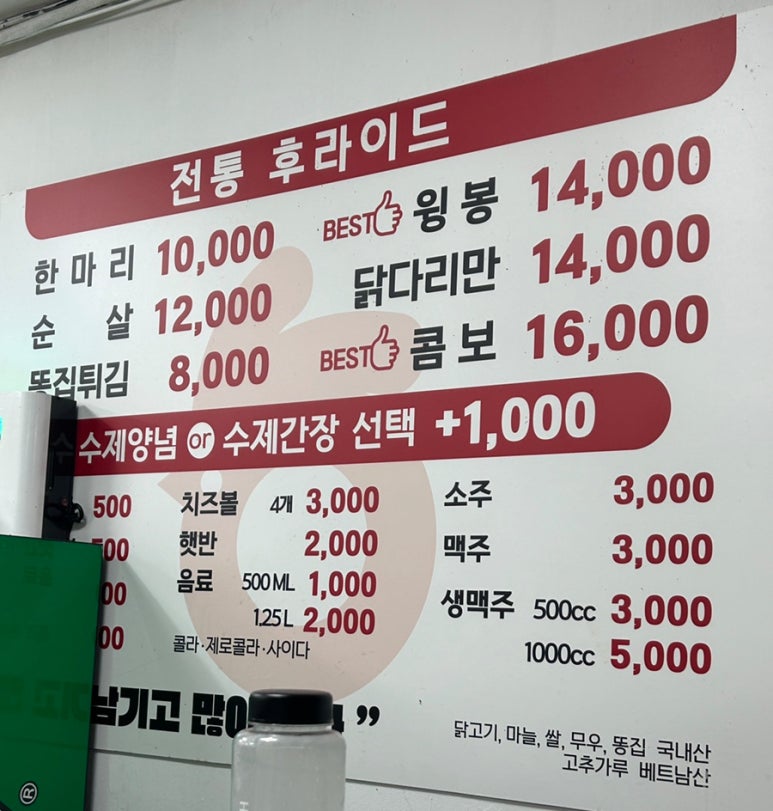 전통 후라이드
한마리 10,000
순살 12,000
똥집튀김 8,000
BEST 윙봉 14,000
닭다리만 14,000
BEST 콤보 16,000
수제양념 or 수제간장 선택 +1,000
500
치즈볼 4개 3,000
햇반 2,000
음료 500ML 1,000
1.25L 2,000
콜라·제로콜라·사이다
소주 3,000
맥주 3,000
생맥주 500cc 3,000
1000cc 5,000
남기고 ”
닭고기, 마늘, 쌀, 무우, 똥집 국내산
고추가루 베트남산
®